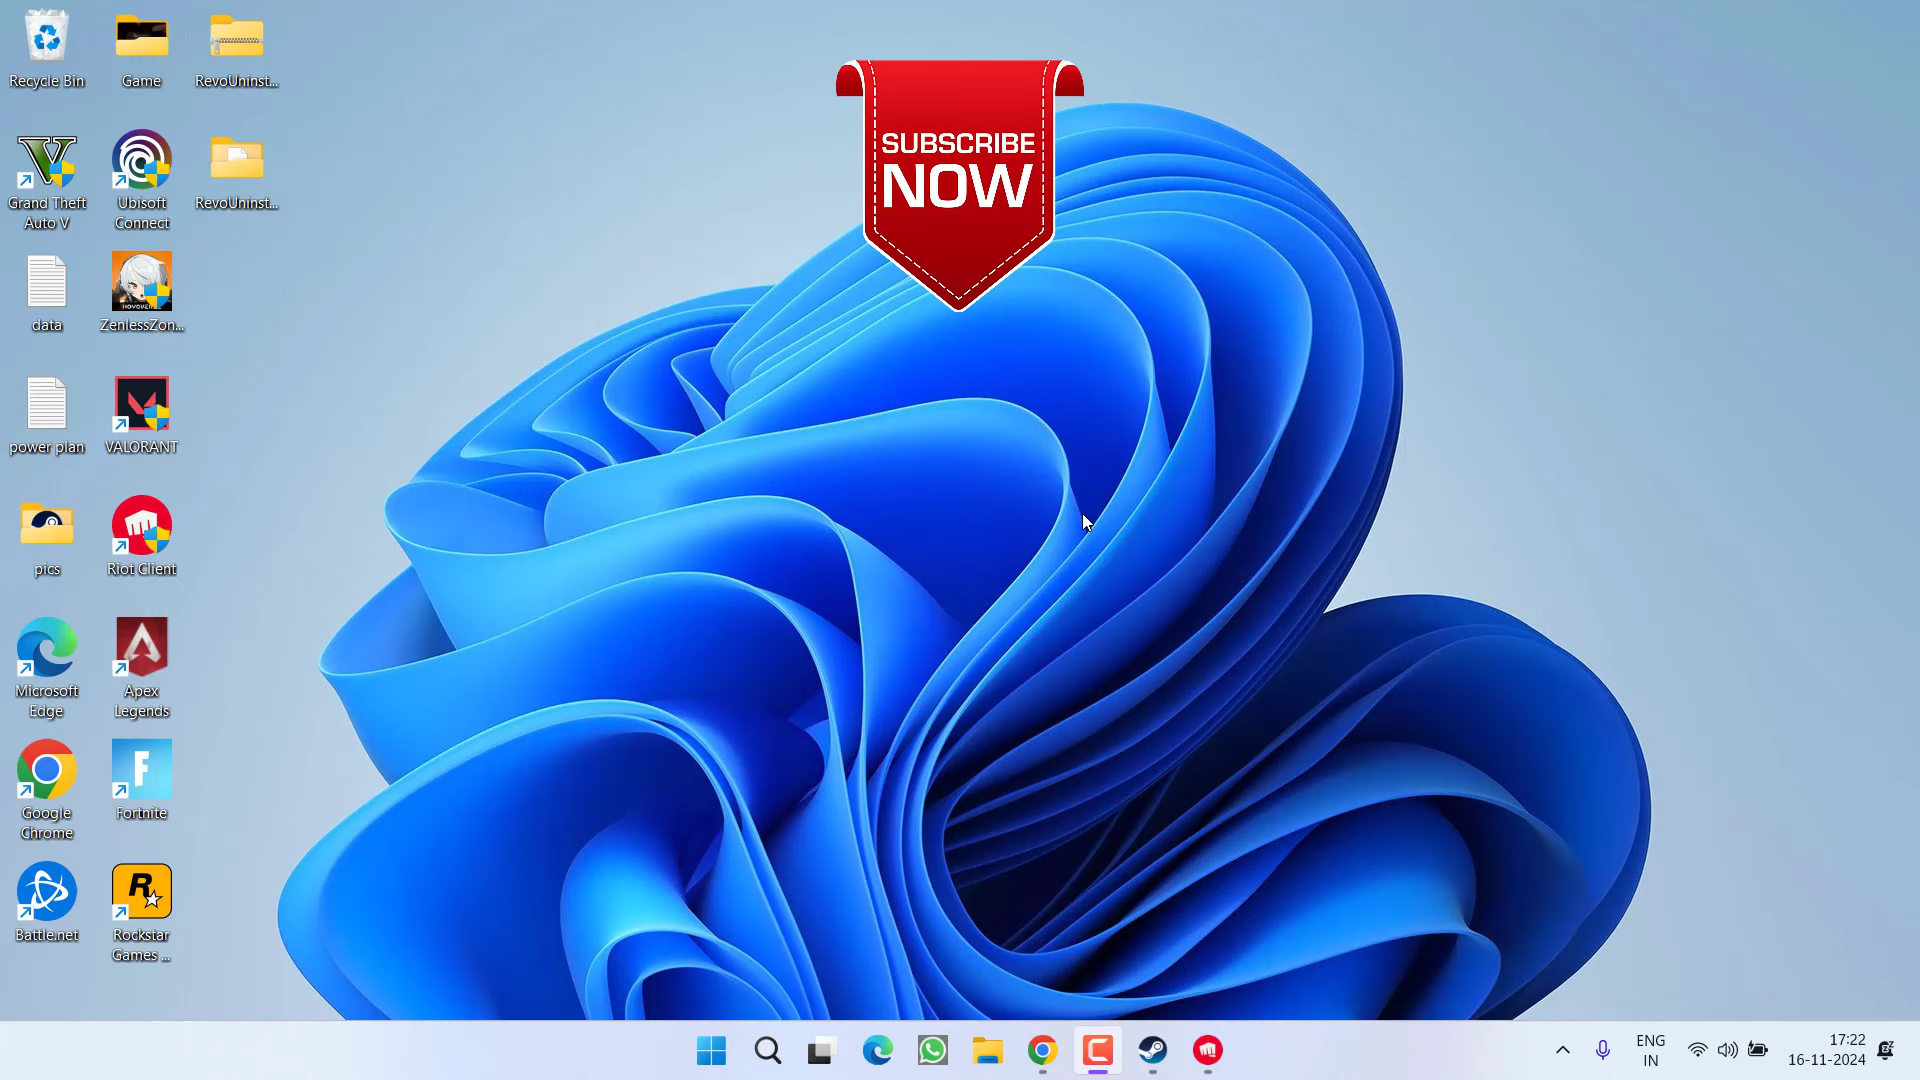 Recycle Bin
Game
RevoUninst...
SUBSCRIBE
NOW
Grand Theft
Auto V
Ubisoft
Connect
RevoUninst...
data
HOYOVERSE
ZenlessZon...
power plan
VALORANT
pics
Riot Client
Microsoft
Edge
Apex
Legends
Google
Chrome
F
Fortnite
Battle.net
R
Rockstar
Games ...
ENG
IN
17:22
16-11-2024